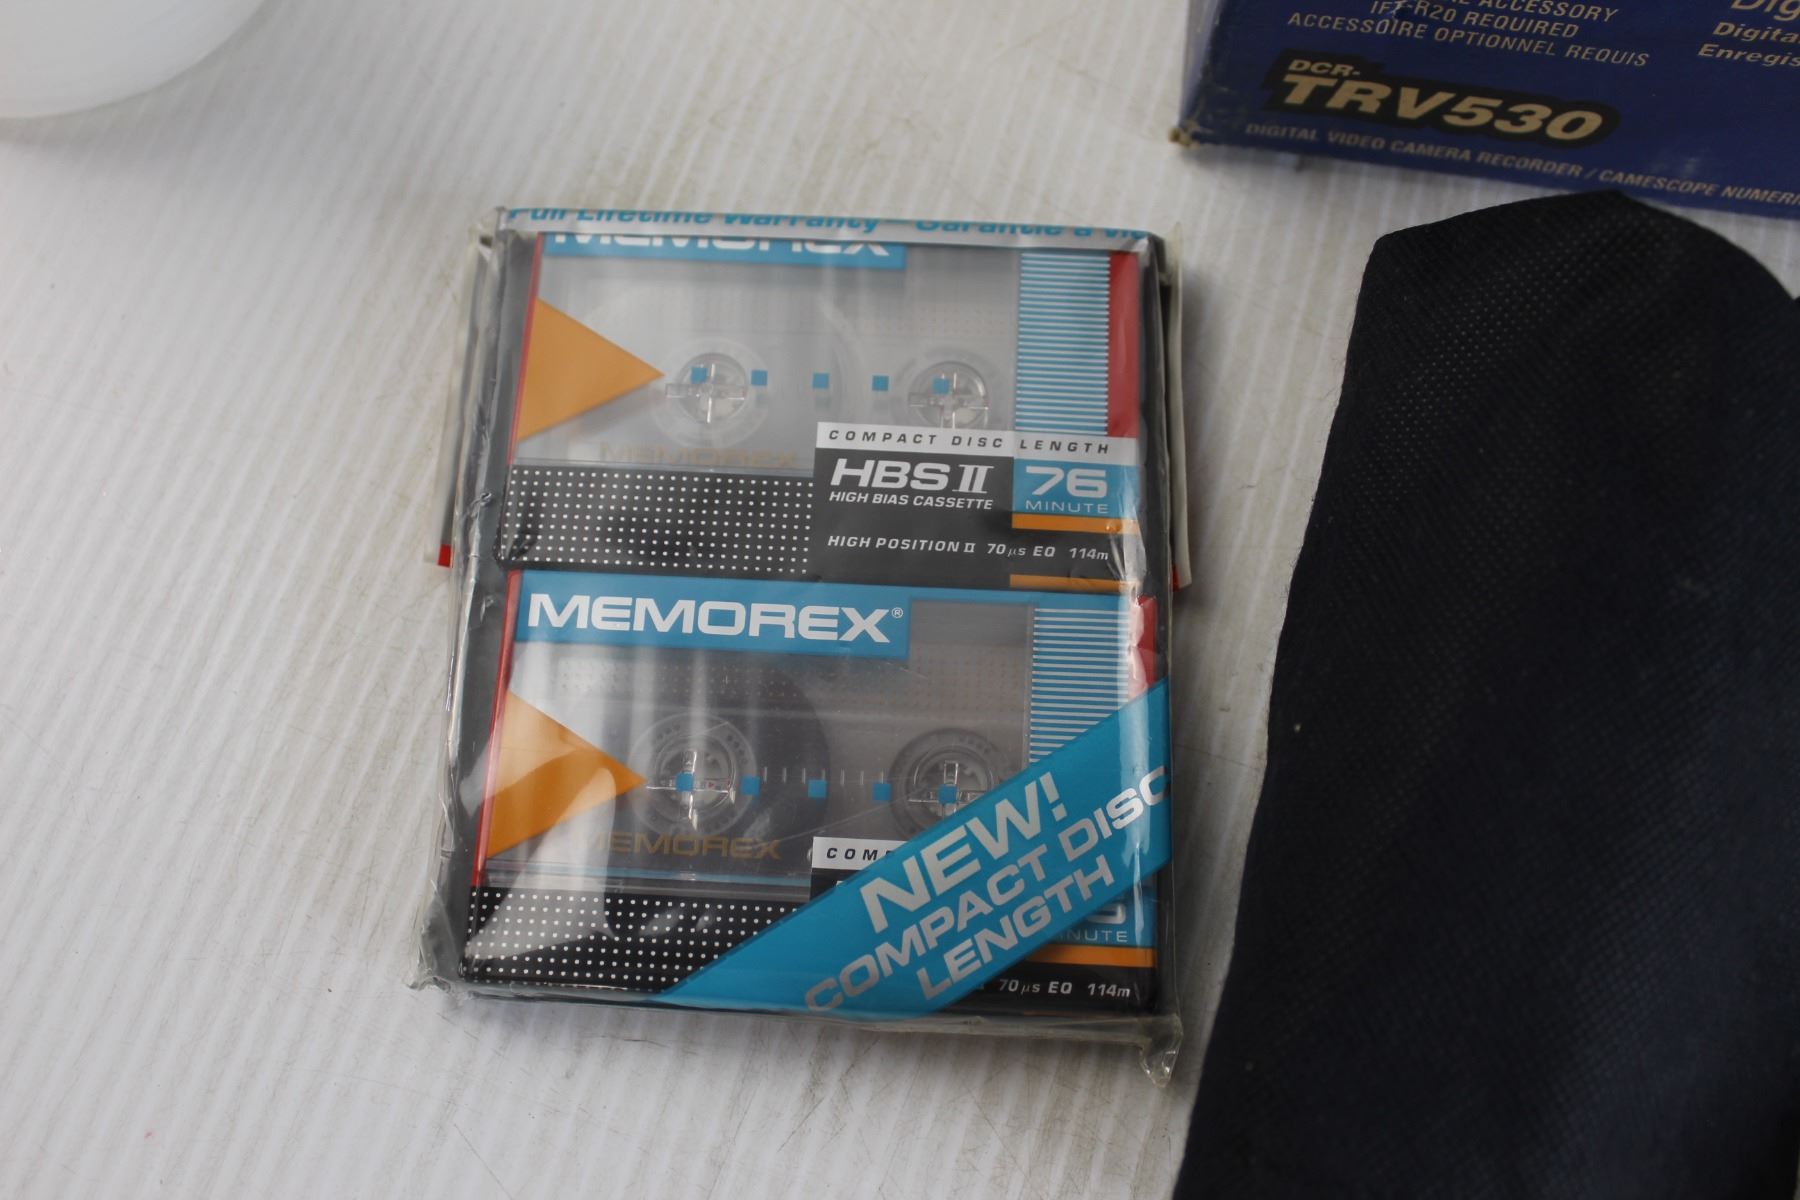 ACCESSORY
IFT-R20 REQUIRED
ACCESSOIRE OPTIONNEL REQUIS
Enregis
DCR-
TRV530
DIGITAL VIDEO CAMERA RECORDER / CAMESCOPE NUMERI
Full Lifetime Warranty—Garantie à vie
MEMOREX
MEMOREX
COMPACT DISC LENGTH
HBS II
HIGH BIAS CASSETTE
76
MINUTE
HIGH POSITION II 70µs EQ 114m
MEMOREX®
MEMOREX
COMP
NEW!
COMPACT DISC
LENGTH
MINUTE
70µs EQ 114m